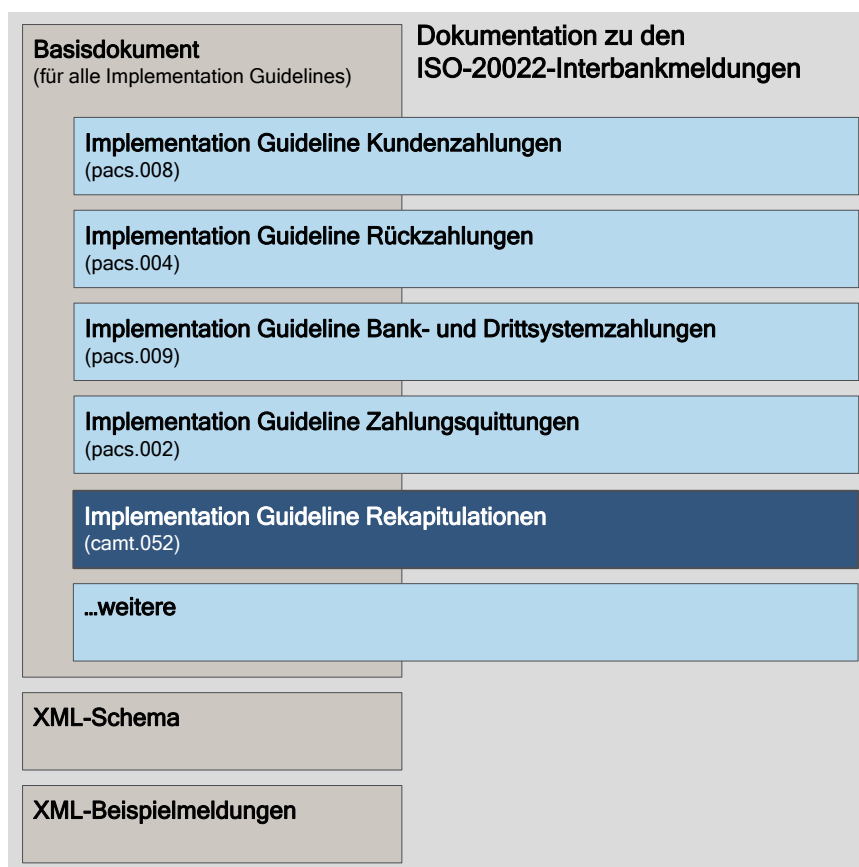 Basisdokument
(für alle Implementation Guidelines)
Dokumentation zu den
ISO-20022-Interbankmeldungen
Implementation Guideline Kundenzahlungen
(pacs.008)
Implementation Guideline Rückzahlungen
(pacs.004)
Implementation Guideline Bank- und Drittsystemzahlungen
(pacs.009)
Implementation Guideline Zahlungsquittungen
(pacs.002)
Implementation Guideline Rekapitulationen
(camt.052)
…weitere
XML-Schema
XML-Beispielmeldungen